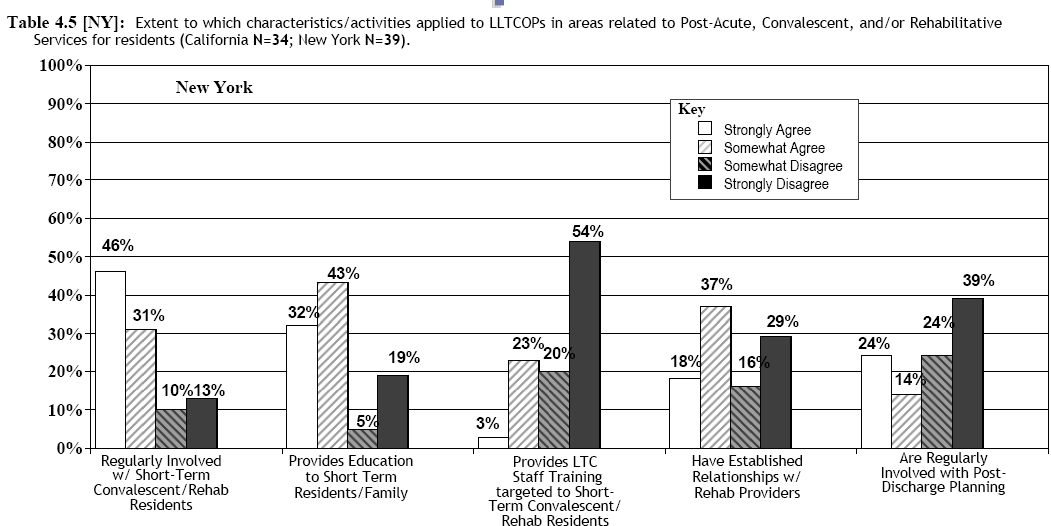 Table 4.5 [NY]: Extent to which characteristics/activities applied to LLTCOPs in areas related to Post-Acute, Convalescent, and/or Rehabilitative
Services for residents (California N=34; New York N=39).
100%
90%
80%
70%
60%
50%
40%
30%
20%
10%
0%
New York
Key
Strongly Agree
Somewhat Agree
Somewhat Disagree
Strongly Disagree
46%
31%
10%
13%
32%
43%
5%
19%
3%
23%
20%
54%
18%
37%
16%
29%
24%
14%
24%
39%
Regularly Involved
w/ Short-Term
Convalescent/Rehab
Residents
Provides Education
to Short Term
Residents/Family
Provides LTC
Staff Training
targeted to Short-
Term Convalescent/
Rehab Residents
Have Established
Relationships w/
Rehab Providers
Are Regularly
Involved with Post-
Discharge Planning